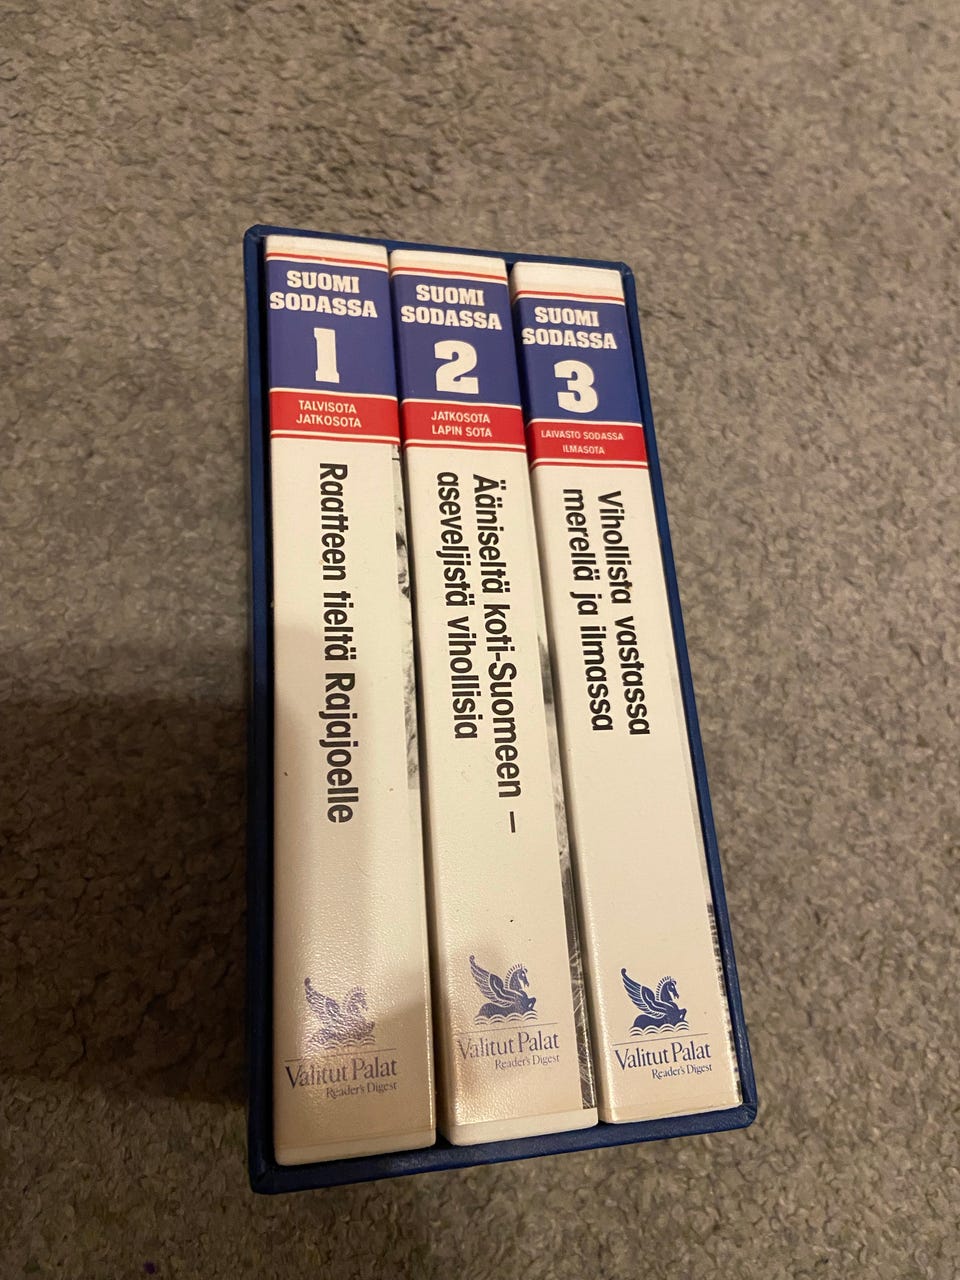 SUOMI
SODASSA
1
TALVISOTA
JATKOSOTA
Raatteen tieltä Rajajoelle
Valitut Palat
Reader's Digest
SUOMI
SODASSA
2
JATKOSOTA
LAPIN SOTA
Ääniseltä koti-Suomeen –
aseveljistä vihollisia
Valitut Palat
Reader's Digest
SUOMI
SODASSA
3
LAIVASTO SODASSA
ILMASOTA
Vihollista vastassa
merellä ja ilmassa
Valitut Palat
Reader's Digest